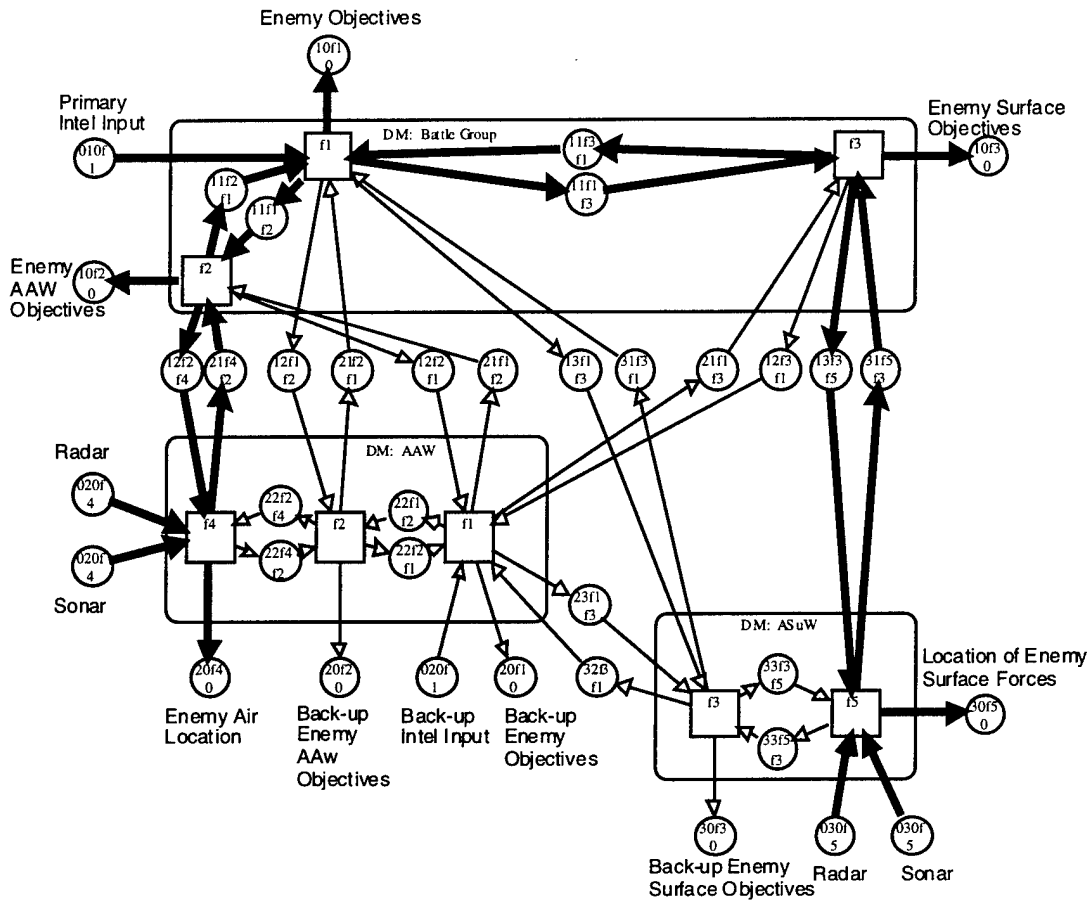 Enemy Objectives
10f1
0
Primary
Intel Input
010f
1
DM: Battle Group
f1
11f3
f1
11f1
f3
f3
Enemy Surface
Objectives
10f3
0
11f2
f1
11f1
f2
f2
Enemy
AAW
Objectives
10f2
0
12f2
f4
21f4
f2
12f1
f2
21f2
f1
12f2
f1
21f1
f2
13f1
f3
31f3
f1
21f1
f3
12f3
f1
13f3
f5
31f5
f3
DM: AAW
Radar
020f
4
020f
4
Sonar
f4
22f2
f4
22f4
f2
f2
22f1
f2
22f2
f1
f1
23f1
f3
32f3
f1
DM: ASuW
f3
33f3
f5
33f5
f3
f5
Location of Enemy
Surface Forces
30f5
0
20f4
0
20f2
0
020f
1
20f1
0
Enemy Air
Location
Back-up
Enemy
AAw
Objectives
Back-up
Intel Input
Back-up
Enemy
Objectives
30f3
0
030f
5
030f
5
Back-up Enemy
Surface Objectives
Radar
Sonar